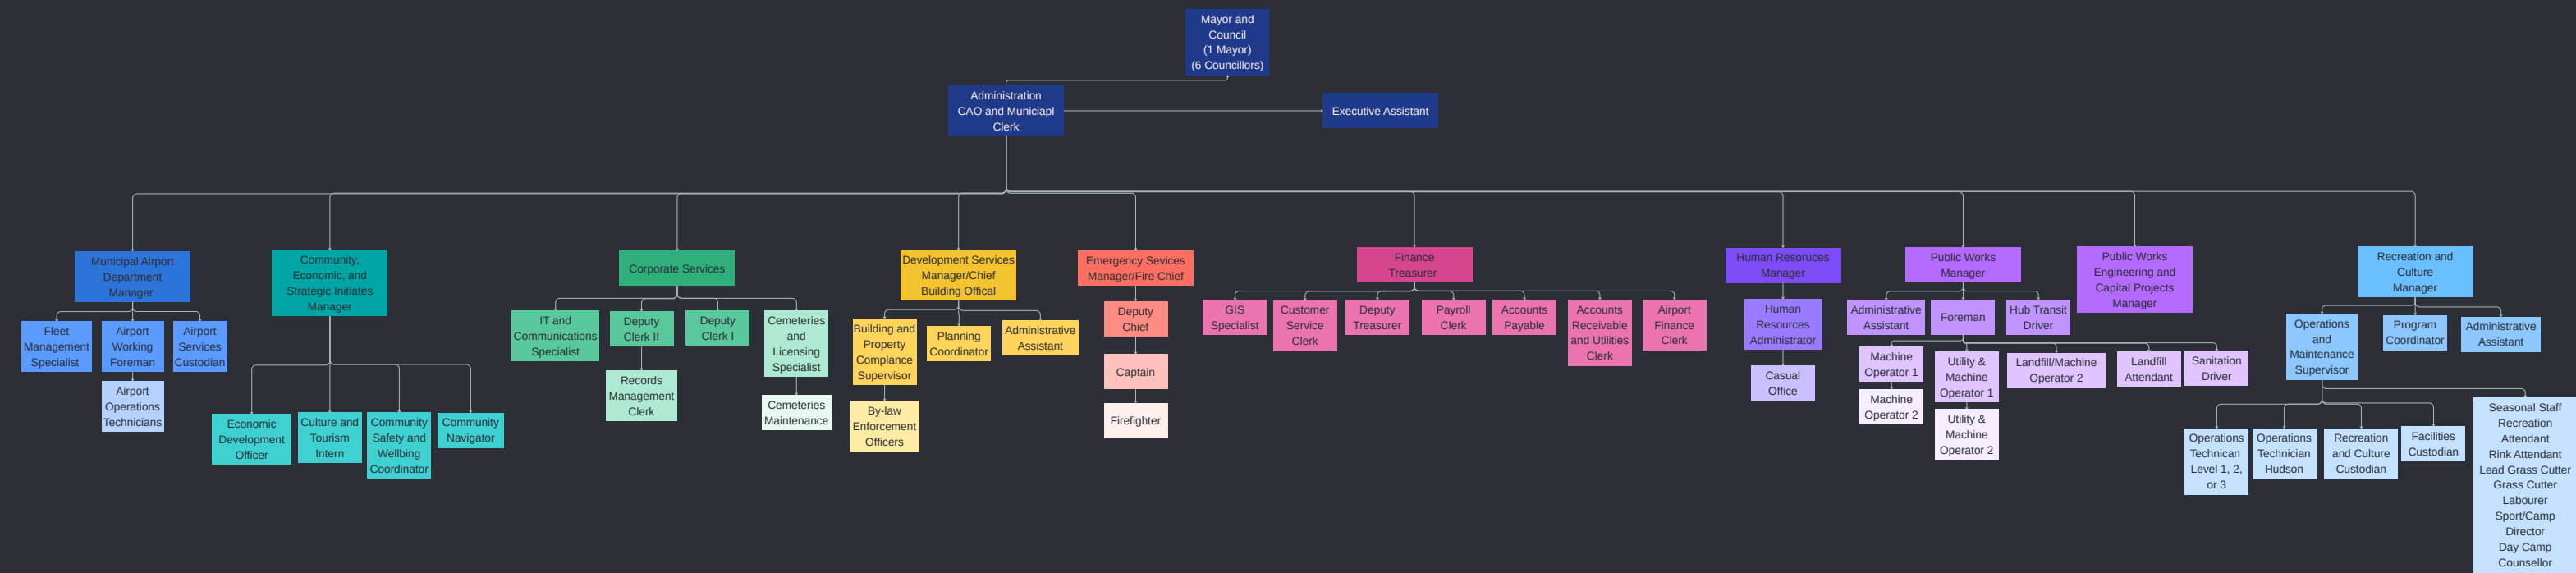 Mayor and
Council
(1 Mayor)
(6 Councillors)
Administration
CAO and Municiapl
Clerk
Executive Assistant
Municipal Airport
Department
Manager
Fleet
Management
Specialist
Airport
Working
Foreman
Airport
Services
Custodian
Airport
Operations
Technicians
Community,
Economic, and
Strategic Initiates
Manager
Economic
Development
Officer
Culture and
Tourism
Intern
Community
Safety and
Wellbing
Coordinator
Community
Navigator
Corporate Services
IT and
Communications
Specialist
Deputy
Clerk II
Deputy
Clerk I
Cemeteries
and
Licensing
Specialist
Records
Management
Clerk
Cemeteries
Maintenance
Development Services
Manager/Chief
Building Offical
Building and
Property
Complance
Supervisor
Planning
Coordinator
Administrative
Assistant
By-law
Enforcement
Officers
Emergency Sevices
Manager/Fire Chief
Deputy
Chief
Captain
Firefighter
Finance
Treasurer
GIS
Specialist
Customer
Service
Clerk
Deputy
Treasurer
Payroll
Clerk
Accounts
Payable
Accounts
Receivable
and Utilities
Clerk
Airport
Finance
Clerk
Human Resoruces
Manager
Human
Resources
Administrator
Casual
Office
Public Works
Manager
Administrative
Assistant
Foreman
Hub Transit
Driver
Machine
Operator 1
Machine
Operator 2
Utility &
Machine
Operator 1
Utility &
Machine
Operator 2
Landfill/Machine
Operator 2
Landfill
Attendant
Sanitation
Driver
Public Works
Engineering and
Capital Projects
Manager
Recreation and
Culture
Manager
Operations
and
Maintenance
Supervisor
Program
Coordinator
Administrative
Assistant
Operations
Technican
Level 1, 2,
or 3
Operations
Technician
Hudson
Recreation
and Culture
Custodian
Facilities
Custodian
Seasonal Staff
Recreation
Attendant
Rink Attendant
Lead Grass Cutter
Grass Cutter
Labourer
Sport/Camp
Director
Day Camp
Counsellor